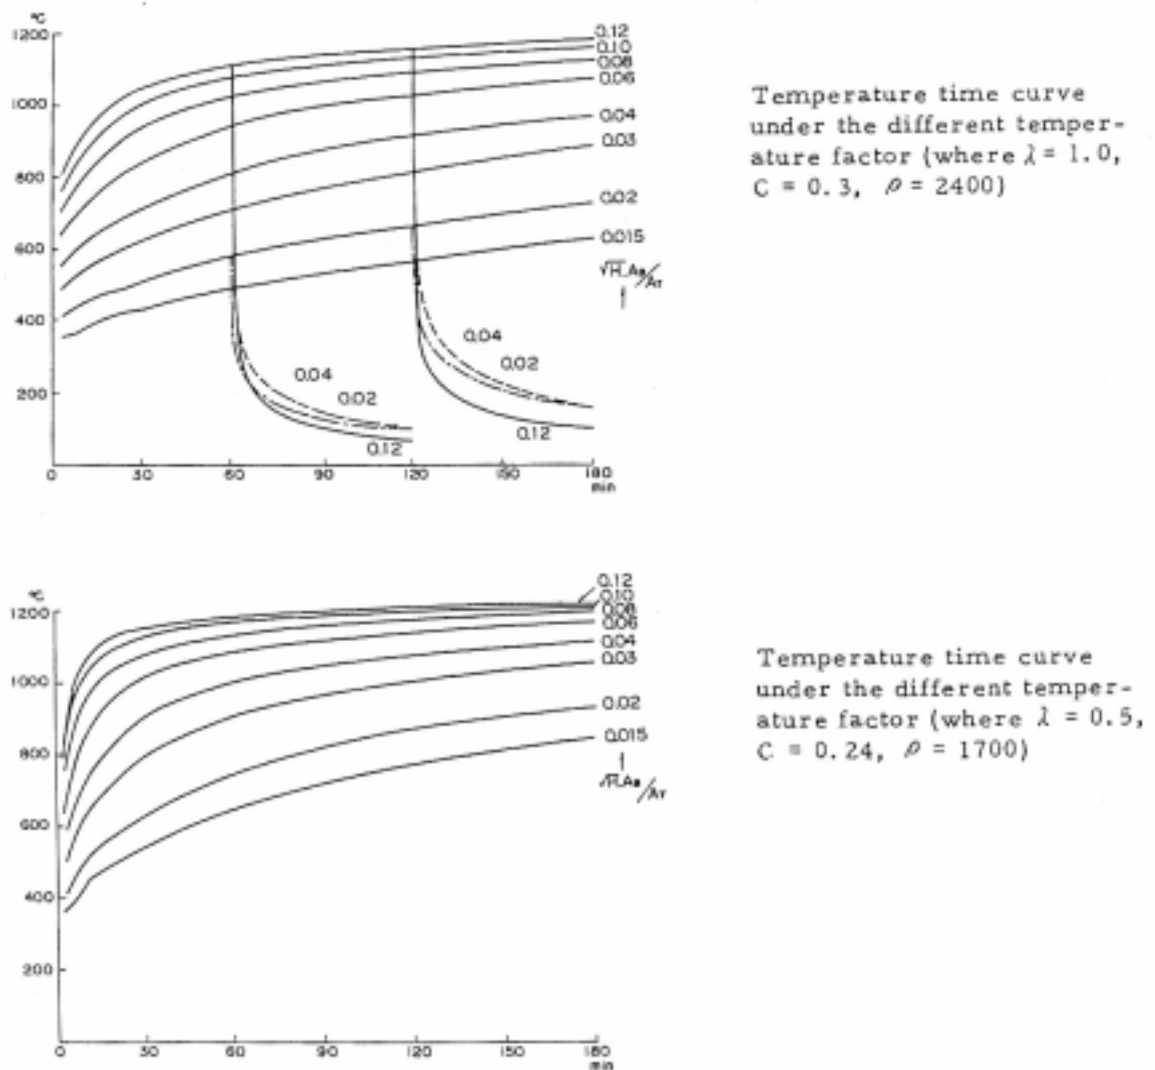 °C
1200
1000
800
600
400
200
0 30 60 90 120 150 180
min
0.12
0.10
0.08
0.06
0.04
0.03
0.02
0.015
√H.AB/AT
0.04
0.02
0.12
0.04
0.02
0.12
Temperature time curve
under the different temper-
ature factor (where λ = 1.0,
C = 0.3, ρ = 2400)
°C
1200
1000
800
600
400
200
0 30 60 90 120 150 180
min
0.12
0.10
0.08
0.06
0.04
0.03
0.02
0.015
√H.AB/AT
Temperature time curve
under the different temper-
ature factor (where λ = 0.5,
C = 0.24, ρ = 1700)